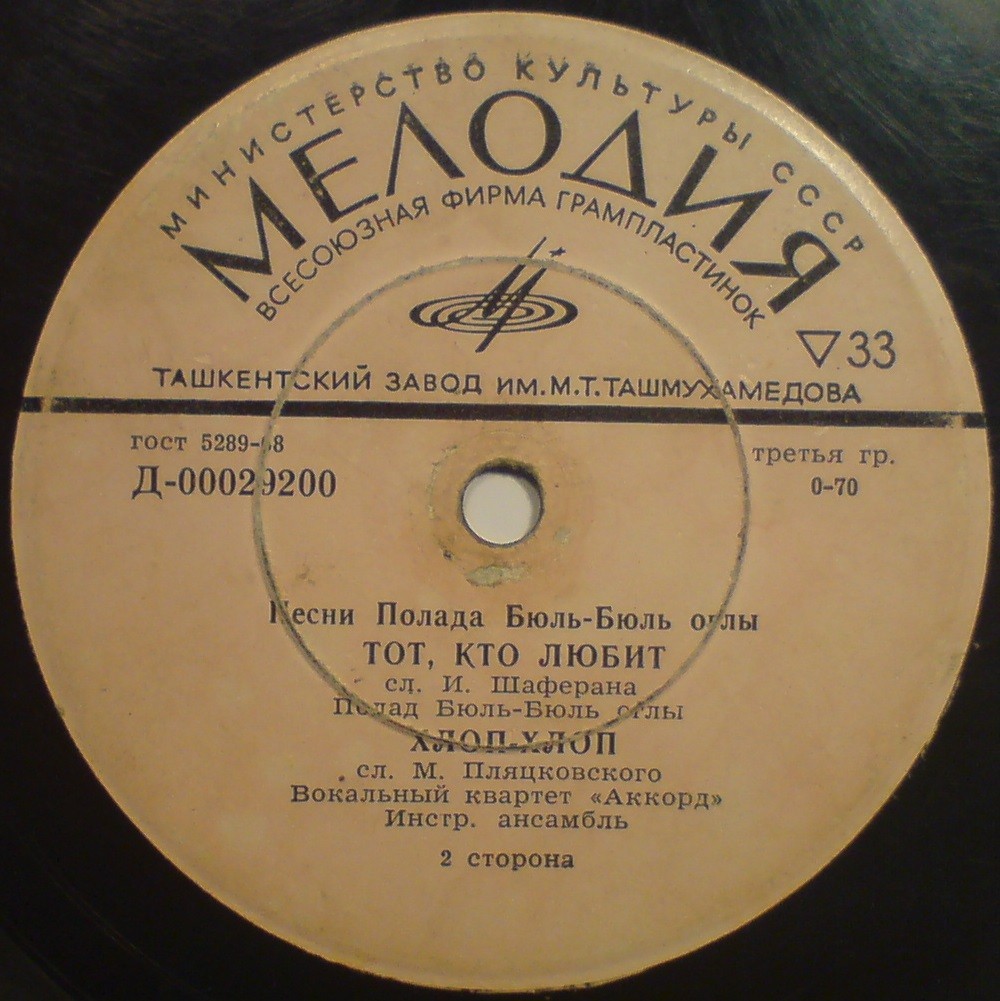 МИНИСТЕРСТВО КУЛЬТУРЫ СССР
МЕЛОДИЯ
ВСЕСОЮЗНАЯ ФИРМА ГРАМПЛАСТИНОК
▽33
ТАШКЕНТСКИЙ ЗАВОД ИМ. М.Т. ТАШМУХАМЕДОВА
гост 5289-68
третья гр.
Д-00029200
0-70
Песни Полада Бюль-Бюль оглы
ТОТ, КТО ЛЮБИТ
сл. И. Шаферана
Полад Бюль-Бюль оглы
ХЛОП-ХЛОП
сл. М. Пляцковского
Вокальный квартет «Аккорд»
Инстр. ансамбль
2 сторона